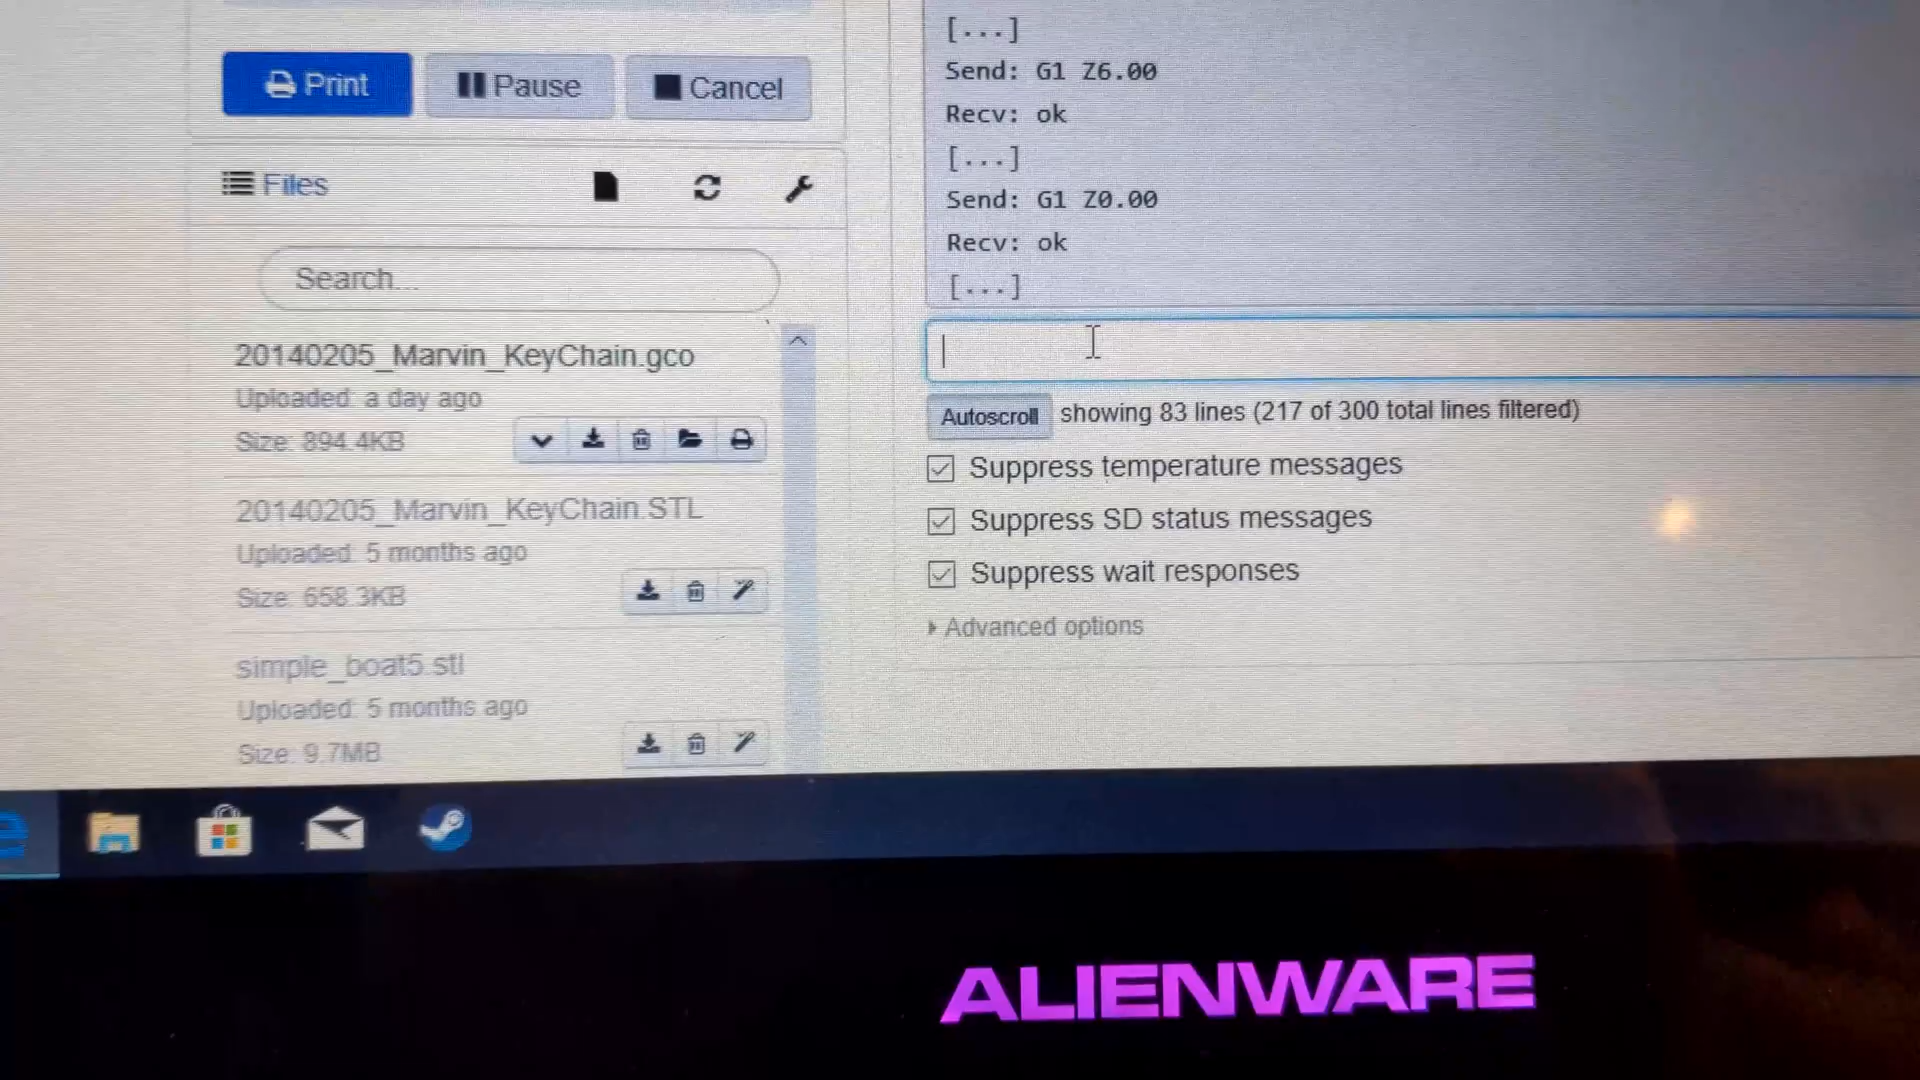 Print
Pause
Cancel
Files
Search...
20140205_Marvin_KeyChain.gco
Uploaded: a day ago
Size: 894.4KB
20140205_Marvin_KeyChain.STL
Uploaded: 5 months ago
Size: 658.3KB
simple_boat5.stl
Uploaded: 5 months ago
Size: 9.7MB
[...]
Send: G1 Z6.00
Recv: ok
[...]
Send: G1 Z0.00
Recv: ok
[...]
Autoscroll showing 83 lines (217 of 300 total lines filtered)
Suppress temperature messages
Suppress SD status messages
Suppress wait responses
Advanced options
ALIENWARE